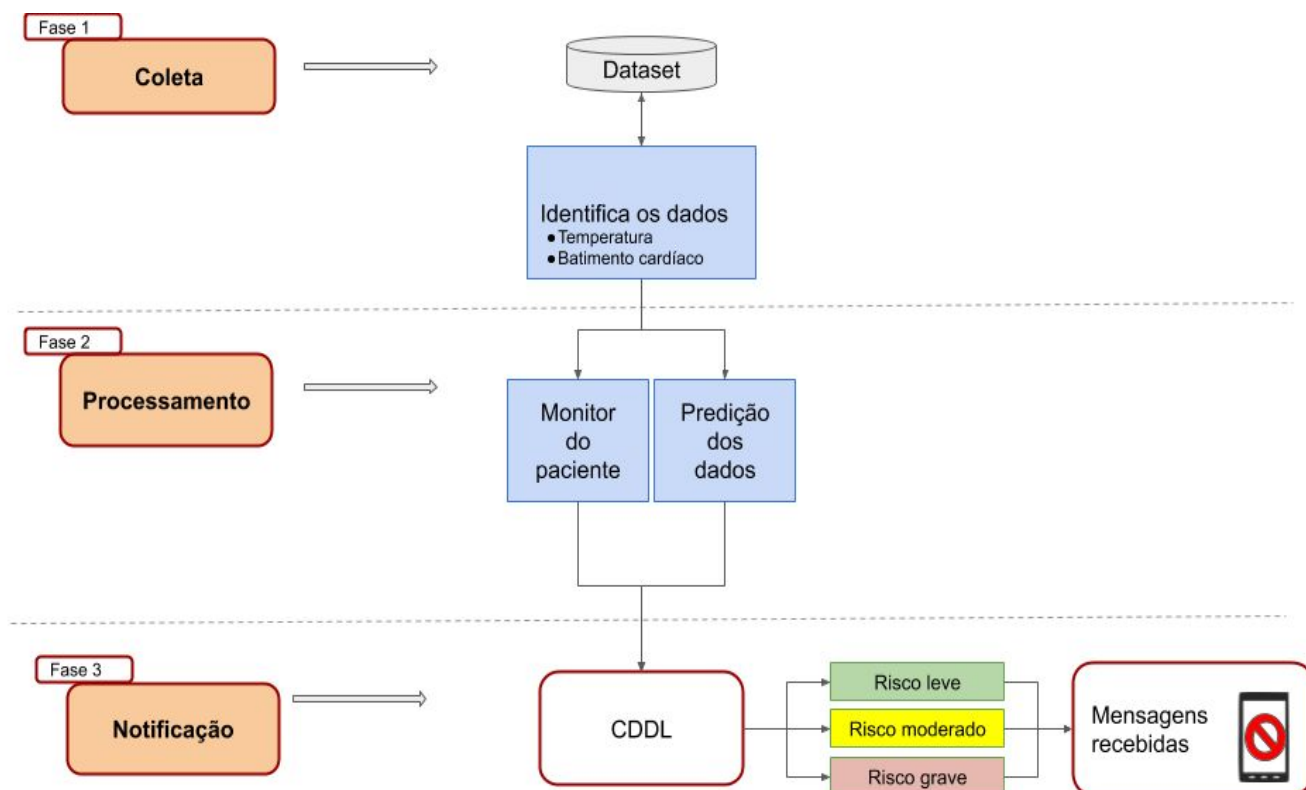 Fase 1
Coleta
Dataset
Identifica os dados
● Temperatura
● Batimento cardíaco
Fase 2
Processamento
Monitor
do
paciente
Predição
dos
dados
Fase 3
Notificação
CDDL
Risco leve
Risco moderado
Risco grave
Mensagens
recebidas